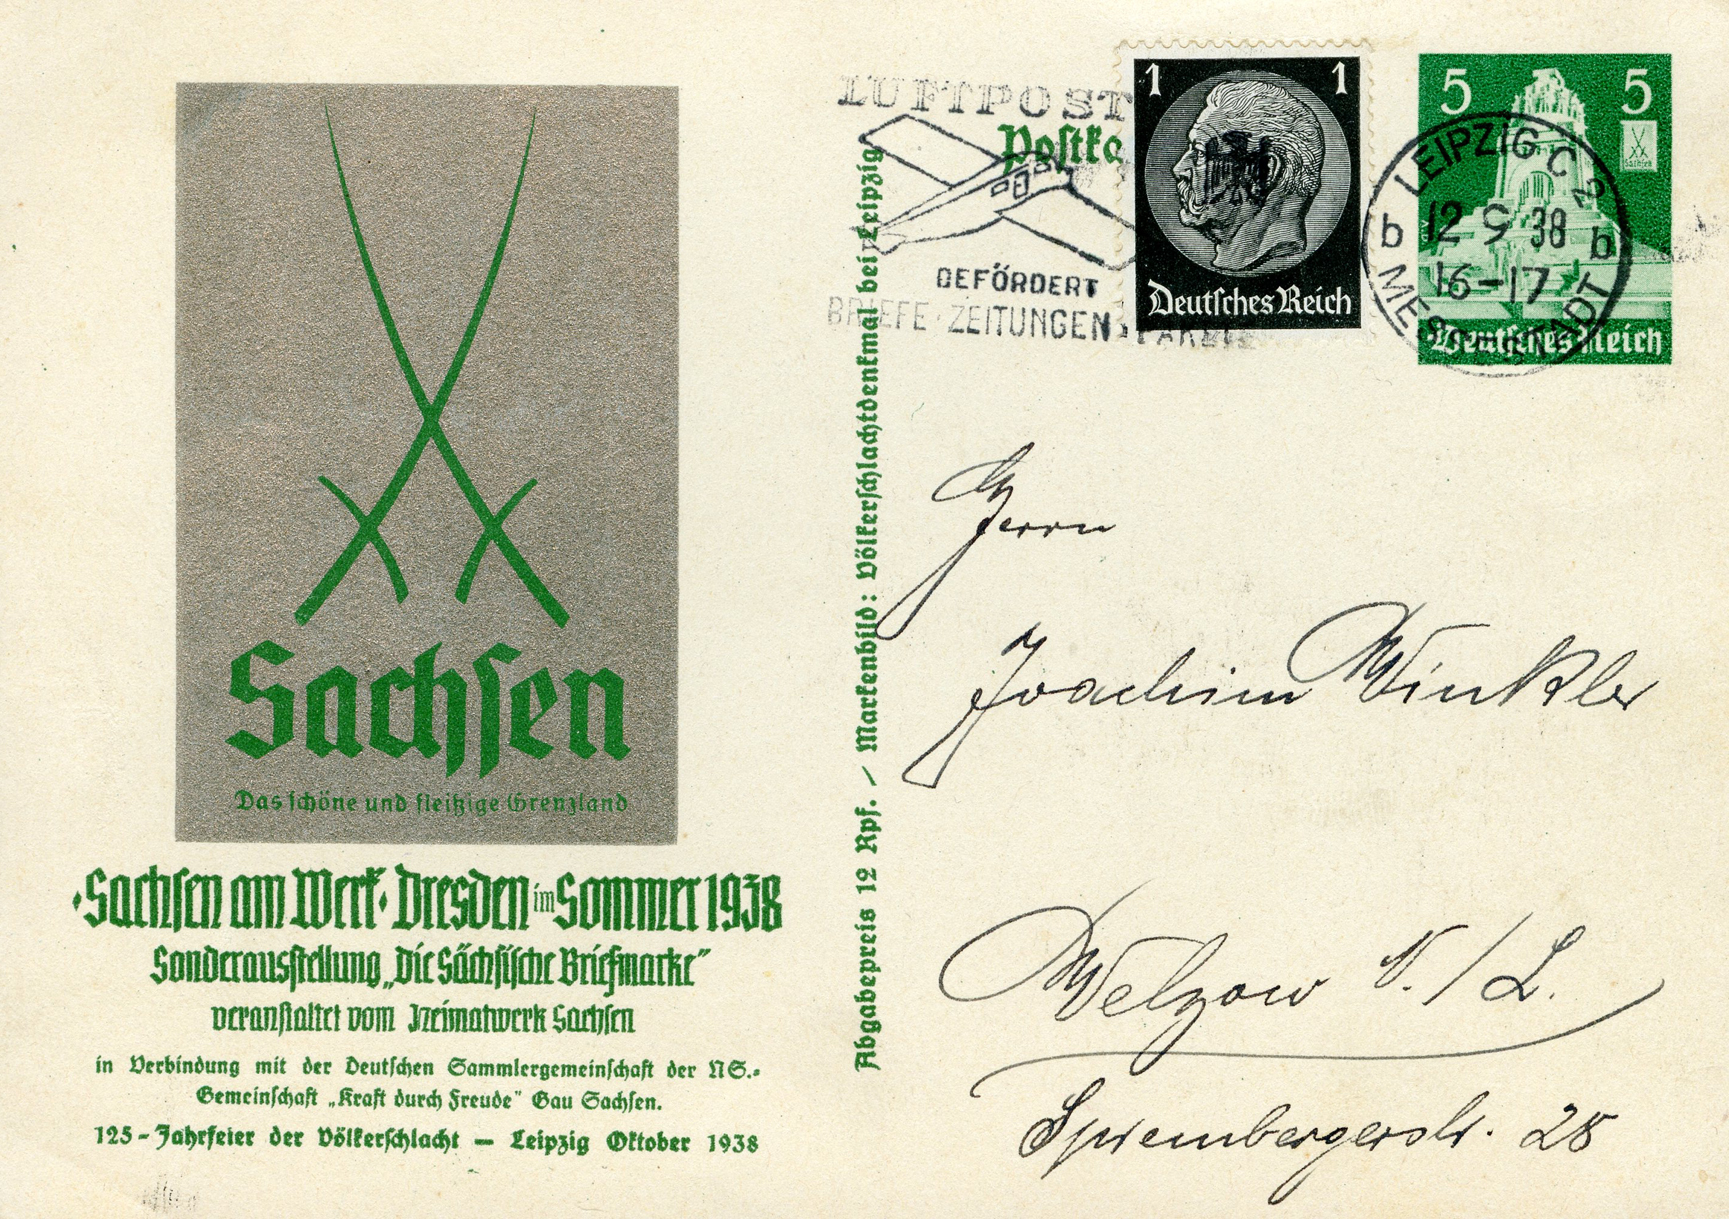 Sachsen
Das schöne und fleißige Grenzland
·Sachsen am Werk· Dresden im Sommer 1938
Sonderausstellung „Die Sächsische Briefmarke”
veranstaltet vom Heimatwerk Sachsen
in Verbindung mit der Deutschen Sammlergemeinschaft der NS.-
Gemeinschaft „Kraft durch Freude” Gau Sachsen.
125-Jahrfeier der Völkerschlacht — Leipzig Oktober 1938
Abgabepreis 12 Rpf. / Markenbild: Völkerschlachtdenkmal bei Leipzig
LUFTPOST
Postka
BEFÖRDERT
BRIEFE·ZEITUNGEN·PAKETE
1 1
Deutsches Reich
5 5
Sachsen
Deutsches Reich
LEIPZIG C 2
b 12 9 38 b
16-17
MESSESTADT
Herrn
Joachim Winkler
Welzow N./L.
Sprembergerstr. 28